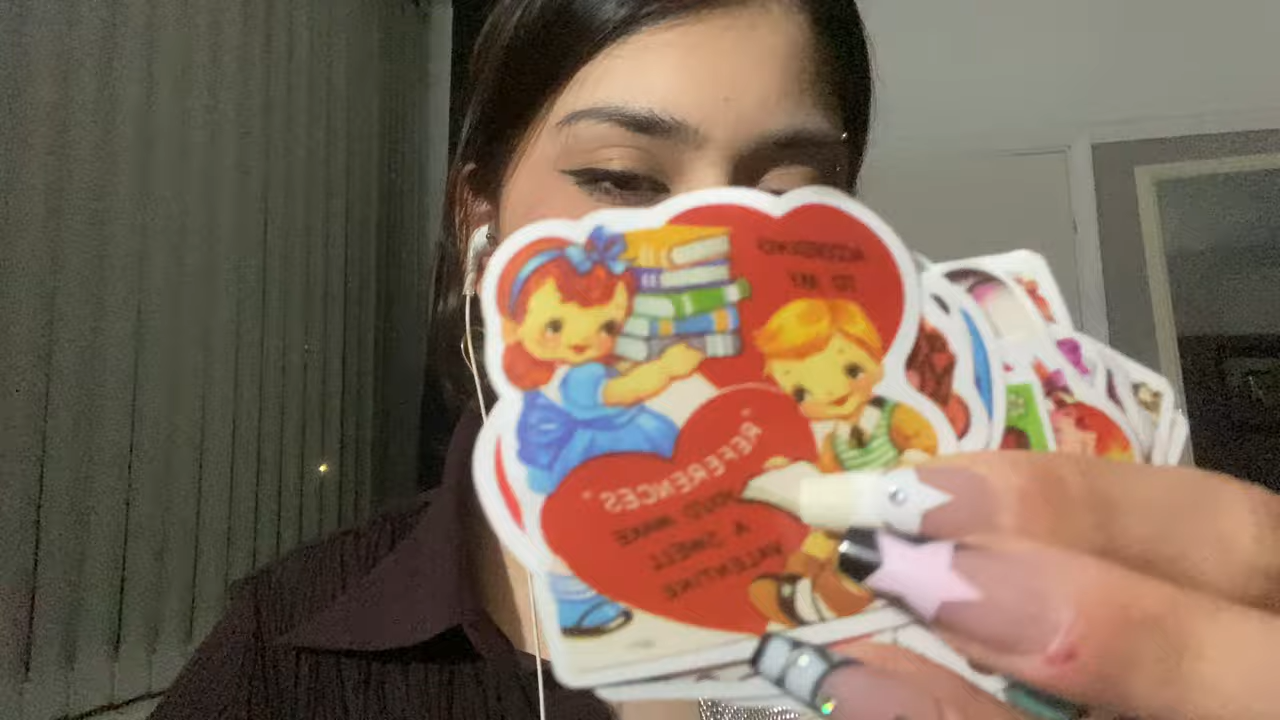 ACCORDING
TO MY
"REFERENCES"
YOU'D MAKE
A SWELL
VALENTINE